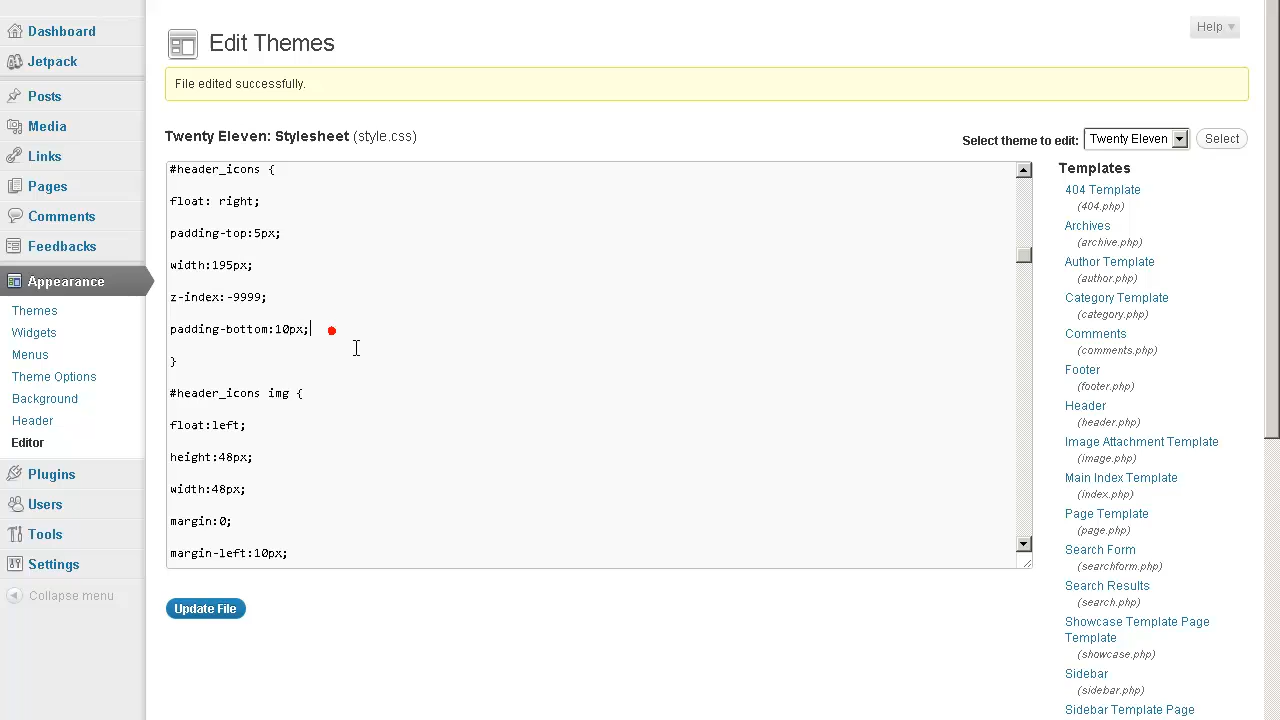 Dashboard
Jetpack
Posts
Media
Links
Pages
Comments
Feedbacks
Appearance
Themes
Widgets
Menus
Theme Options
Background
Header
Editor
Plugins
Users
Tools
Settings
Collapse menu
Help
Edit Themes
File edited successfully.
Twenty Eleven: Stylesheet (style.css)
Select theme to edit: Twenty Eleven Select
#header_icons {
float: right;
padding-top:5px;
width:195px;
z-index:-9999;
padding-bottom:10px;
}
#header_icons img {
float:left;
height:48px;
width:48px;
margin:0;
margin-left:10px;
Update File
Templates
404 Template
(404.php)
Archives
(archive.php)
Author Template
(author.php)
Category Template
(category.php)
Comments
(comments.php)
Footer
(footer.php)
Header
(header.php)
Image Attachment Template
(image.php)
Main Index Template
(index.php)
Page Template
(page.php)
Search Form
(searchform.php)
Search Results
(search.php)
Showcase Template Page
Template
(showcase.php)
Sidebar
(sidebar.php)
Sidebar Template Page